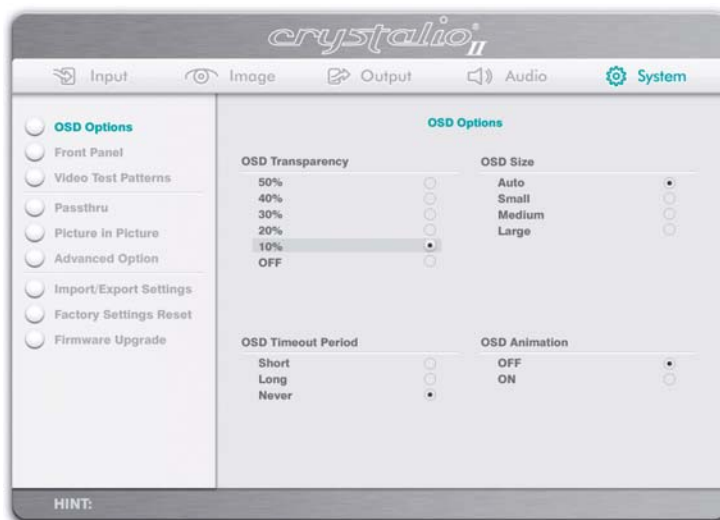 crystalio® II
Input Image Output Audio System
OSD Options
Front Panel
Video Test Patterns
Passthru
Picture in Picture
Advanced Option
Import/Export Settings
Factory Settings Reset
Firmware Upgrade
OSD Options
OSD Transparency
50%
40%
30%
20%
10%
OFF
OSD Size
Auto
Small
Medium
Large
OSD Timeout Period
Short
Long
Never
OSD Animation
OFF
ON
HINT: